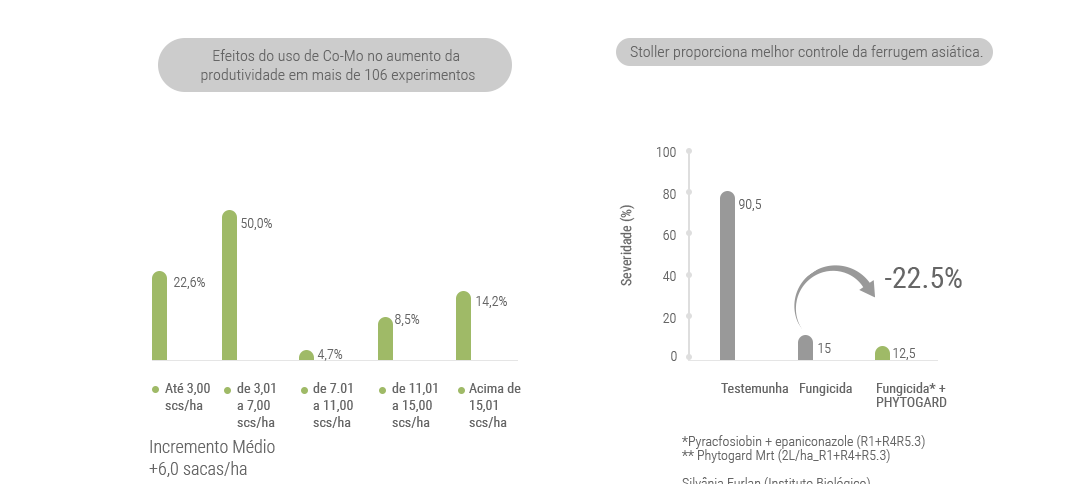 Efeitos do uso de Co-Mo no aumento da
produtividade em mais de 106 experimentos
22,6%
50,0%
4,7%
8,5%
14,2%
Até 3,00
scs/ha
de 3,01
a 7,00
scs/ha
de 7.01
a 11,00
scs/ha
de 11,01
a 15,00
scs/ha
Acima de
15,01
scs/ha
Incremento Médio
+6,0 sacas/ha
Stoller proporciona melhor controle da ferrugem asiática.
Severidade (%)
100
80
60
40
20
0
90,5
15
12,5
-22.5%
Testemunha
Fungicida
Fungicida* +
PHYTOGARD
*Pyracfosiobin + epaniconazole (R1+R4R5.3)
** Phytogard Mrt (2L/ha_R1+R4+R5.3)
Silvânia Furlan (Instituto Biológico)